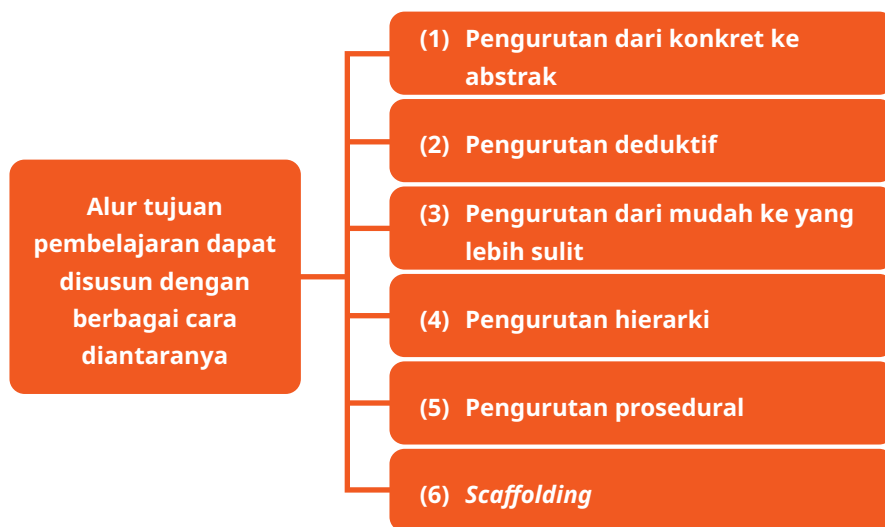 Alur tujuan
pembelajaran dapat
disusun dengan
berbagai cara
diantaranya
(1) Pengurutan dari konkret ke
abstrak
(2) Pengurutan deduktif
(3) Pengurutan dari mudah ke yang
lebih sulit
(4) Pengurutan hierarki
(5) Pengurutan prosedural
(6) Scaffolding